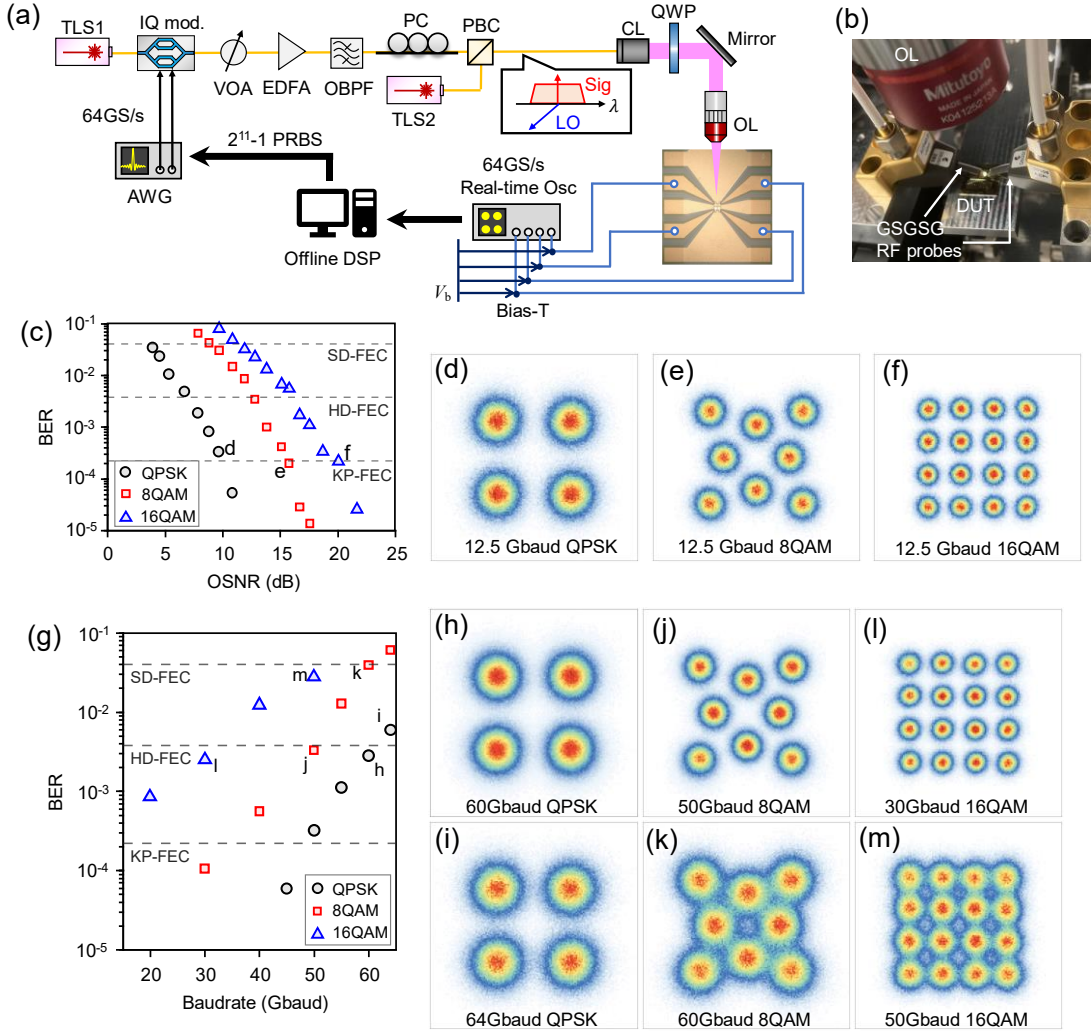 (a)
TLS1
IQ mod.
VOA
EDFA
OBPF
PC
PBC
TLS2
Sig
λ
LO
CL
QWP
Mirror
OL
64GS/s
2¹¹-1 PRBS
AWG
Offline DSP
64GS/s
Real-time Osc
Vb
Bias-T
(b)
OL
Mitutoyo
MADE IN JAPAN
DUT
GSGSG
RF probes
(c)
10⁻¹
10⁻²
10⁻³
10⁻⁴
10⁻⁵
BER
SD-FEC
HD-FEC
KP-FEC
d
e
f
QPSK
8QAM
16QAM
0 5 10 15 20 25
OSNR (dB)
(d)
12.5 Gbaud QPSK
(e)
12.5 Gbaud 8QAM
(f)
12.5 Gbaud 16QAM
(g)
10⁻¹
10⁻²
10⁻³
10⁻⁴
10⁻⁵
BER
SD-FEC
HD-FEC
KP-FEC
m
k
i
l
j
h
QPSK
8QAM
16QAM
20 30 40 50 60
Baudrate (Gbaud)
(h)
60Gbaud QPSK
(j)
50Gbaud 8QAM
(l)
30Gbaud 16QAM
(i)
64Gbaud QPSK
(k)
60Gbaud 8QAM
(m)
50Gbaud 16QAM